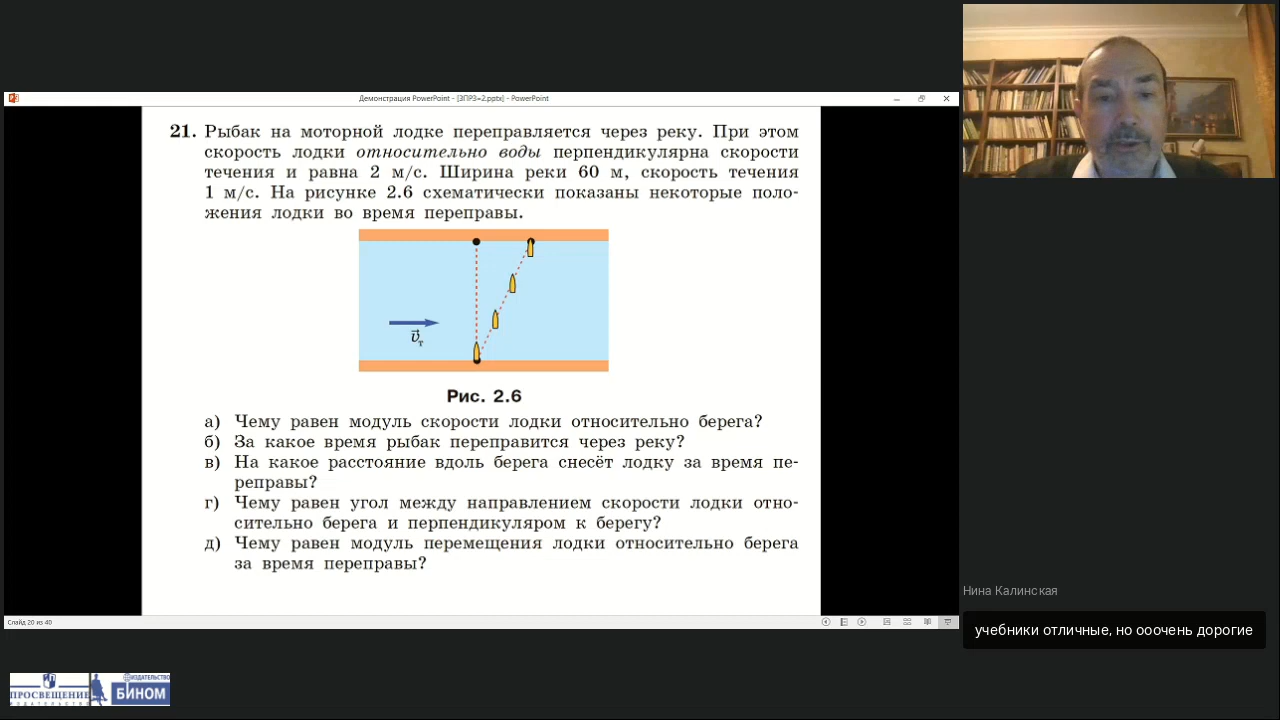 Демонстрация PowerPoint - [ЗПРЗ=2.pptx] - PowerPoint
21. Рыбак на моторной лодке переправляется через реку. При этом
скорость лодки относительно воды перпендикулярна скорости
течения и равна 2 м/с. Ширина реки 60 м, скорость течения
1 м/с. На рисунке 2.6 схематически показаны некоторые поло-
жения лодки во время переправы.
v⃗т
Рис. 2.6
а) Чему равен модуль скорости лодки относительно берега?
б) За какое время рыбак переправится через реку?
в) На какое расстояние вдоль берега снесёт лодку за время пе-
реправы?
г) Чему равен угол между направлением скорости лодки отно-
сительно берега и перпендикуляром к берегу?
д) Чему равен модуль перемещения лодки относительно берега
за время переправы?
Слайд 20 из 40
Нина Калинская
учебники отличные, но ооочень дорогие
ПРОСВЕЩЕНИЕ
ИЗДАТЕЛЬСТВО
ИЗДАТЕЛЬСТВО
БИНОМ